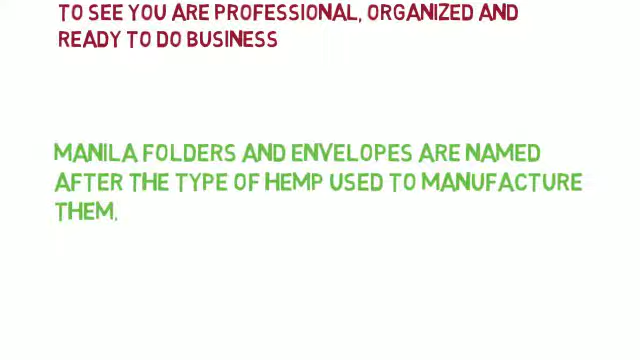 TO SEE YOU ARE PROFESSIONAL, ORGANIZED AND
READY TO DO BUSINESS
MANILA FOLDERS AND ENVELOPES ARE NAMED
AFTER THE TYPE OF HEMP USED TO MANUFACTURE
THEM.